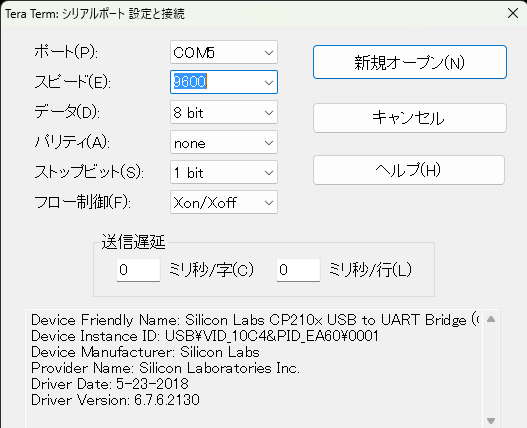 Tera Term: シリアルポート 設定と接続
ポート(P): COM5
新規オープン(N)
スピード(E): 9600
データ(D): 8 bit
キャンセル
パリティ(A): none
ストップビット(S): 1 bit
ヘルプ(H)
フロー制御(F): Xon/Xoff
送信遅延
0 ミリ秒/字(C) 0 ミリ秒/行(L)
Device Friendly Name: Silicon Labs CP210x USB to UART Bridge (
Device Instance ID: USB¥VID_10C4&PID_EA60¥0001
Device Manufacturer: Silicon Labs
Provider Name: Silicon Laboratories Inc.
Driver Date: 5-23-2018
Driver Version: 6.7.6.2130